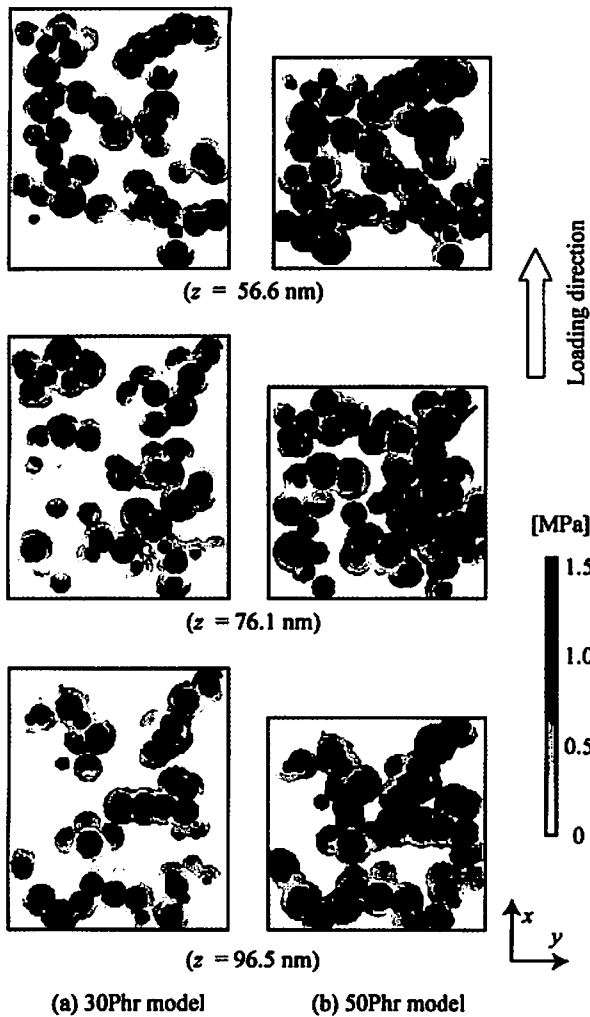 (z = 56.6 nm)
Loading direction
(z = 76.1 nm)
[MPa]
1.5
1.0
0.5
0
(z = 96.5 nm)
x
y
(a) 30Phr model
(b) 50Phr model